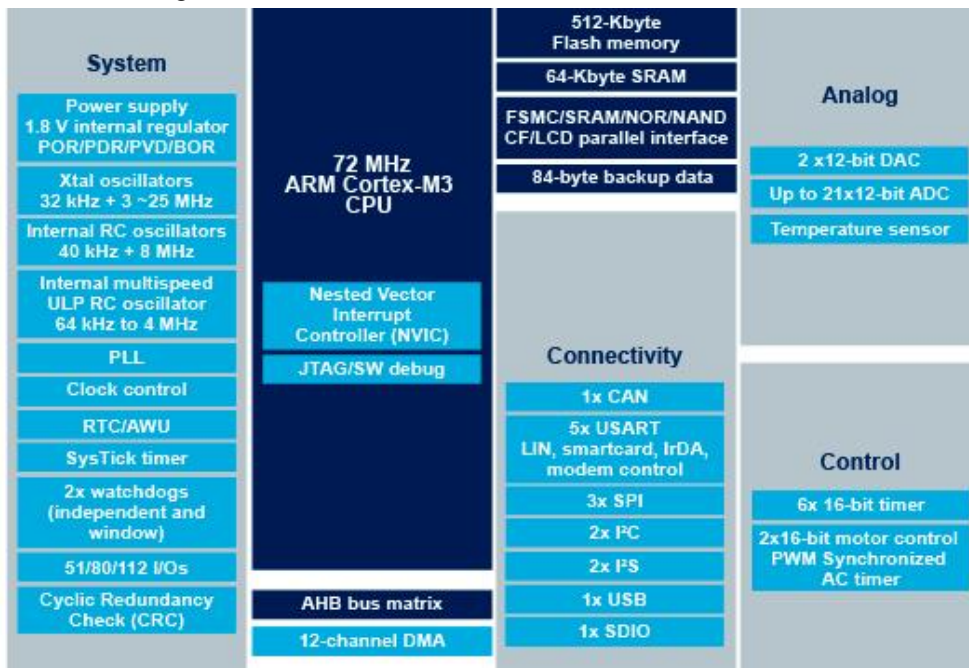 System
Power supply
1.8 V internal regulator
POR/PDR/PVD/BOR
Xtal oscillators
32 kHz + 3 ~25 MHz
Internal RC oscillators
40 kHz + 8 MHz
Internal multispeed
ULP RC oscillator
64 kHz to 4 MHz
PLL
Clock control
RTC/AWU
SysTick timer
2x watchdogs
(independent and
window)
51/80/112 I/Os
Cyclic Redundancy
Check (CRC)
72 MHz
ARM Cortex-M3
CPU
Nested Vector
Interrupt
Controller (NVIC)
JTAG/SW debug
AHB bus matrix
12-channel DMA
512-Kbyte
Flash memory
64-Kbyte SRAM
FSMC/SRAM/NOR/NAND
CF/LCD parallel interface
84-byte backup data
Connectivity
1x CAN
5x USART
LIN, smartcard, IrDA,
modem control
3x SPI
2x I²C
2x I²S
1x USB
1x SDIO
Analog
2 x12-bit DAC
Up to 21x12-bit ADC
Temperature sensor
Control
6x 16-bit timer
2x16-bit motor control
PWM Synchronized
AC timer